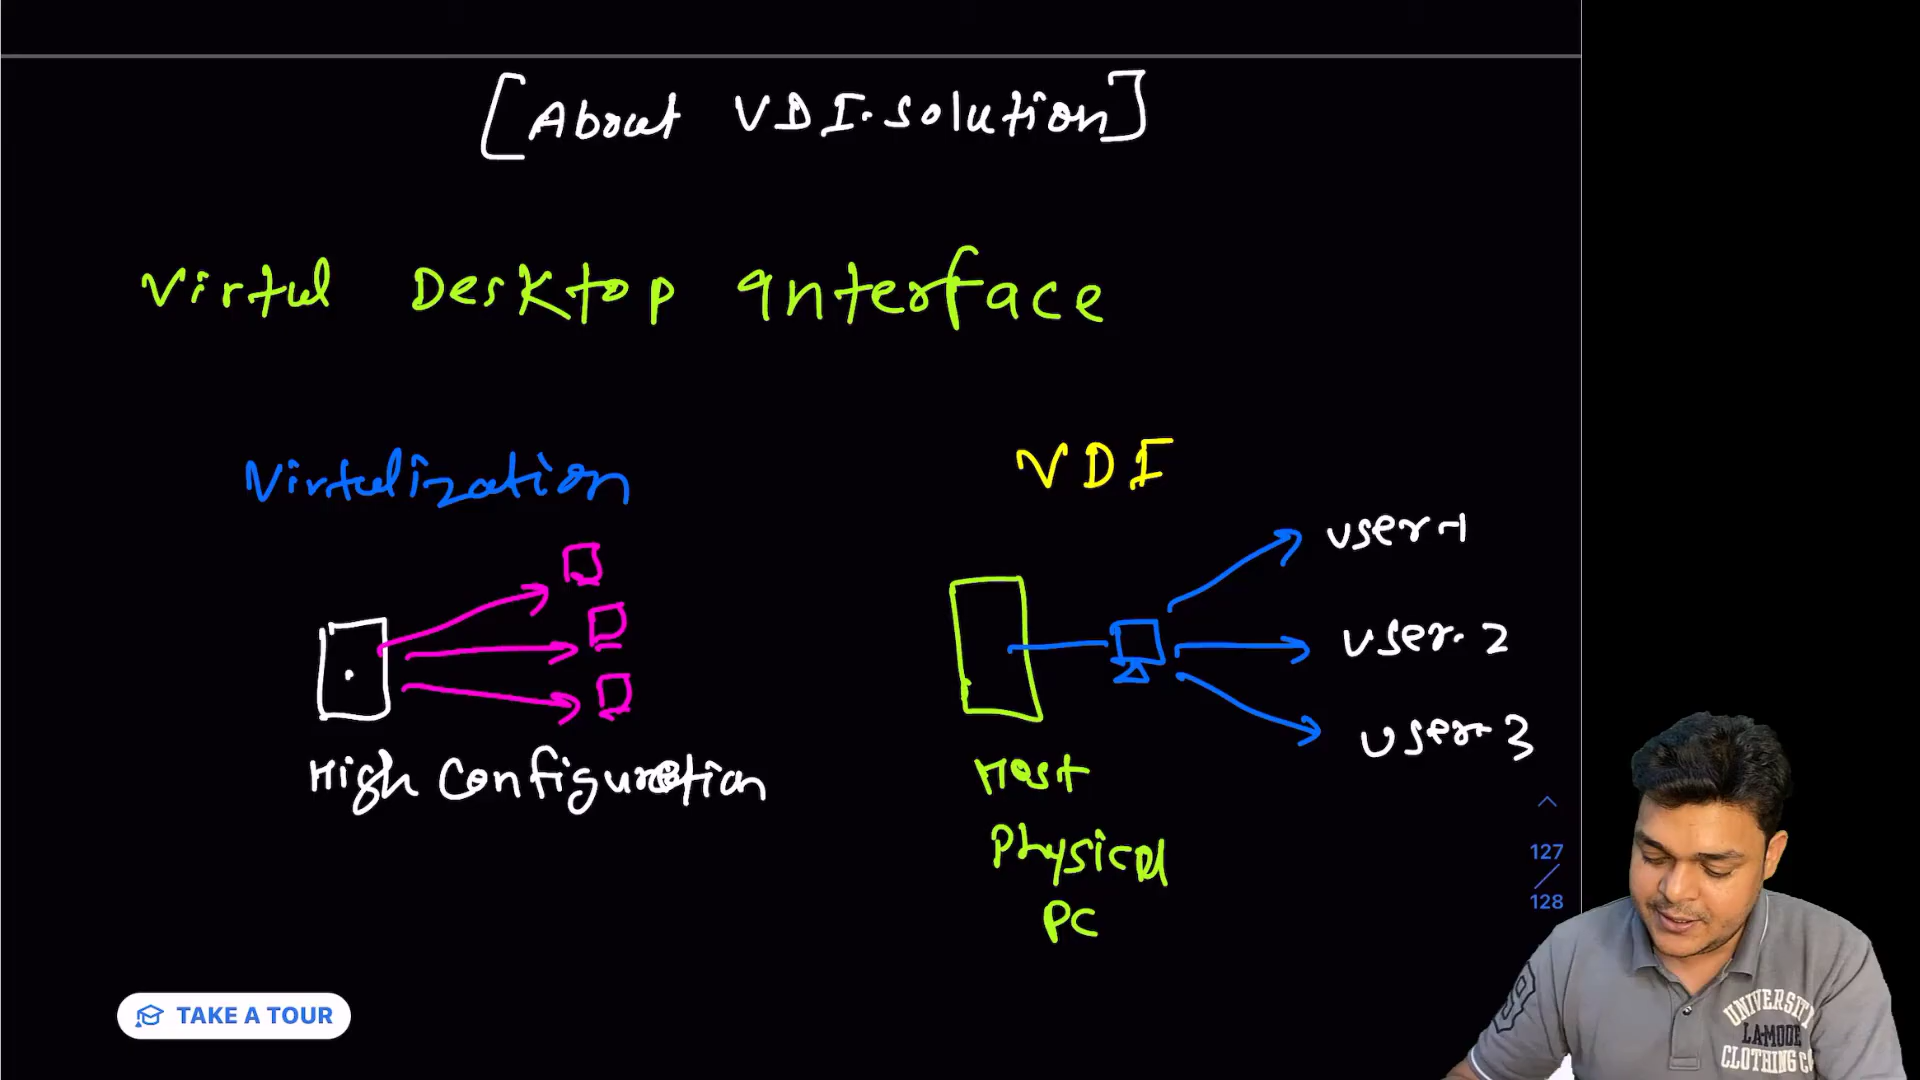 [About VDI.solution]
Virtul Desktop Interface
Virtulization
High Configuration
VDI
user-1
user-2
user-3
Host
Physical
PC
127
/
128
TAKE A TOUR
UNIVERSITY
LA-MODE
CLOTHING CO